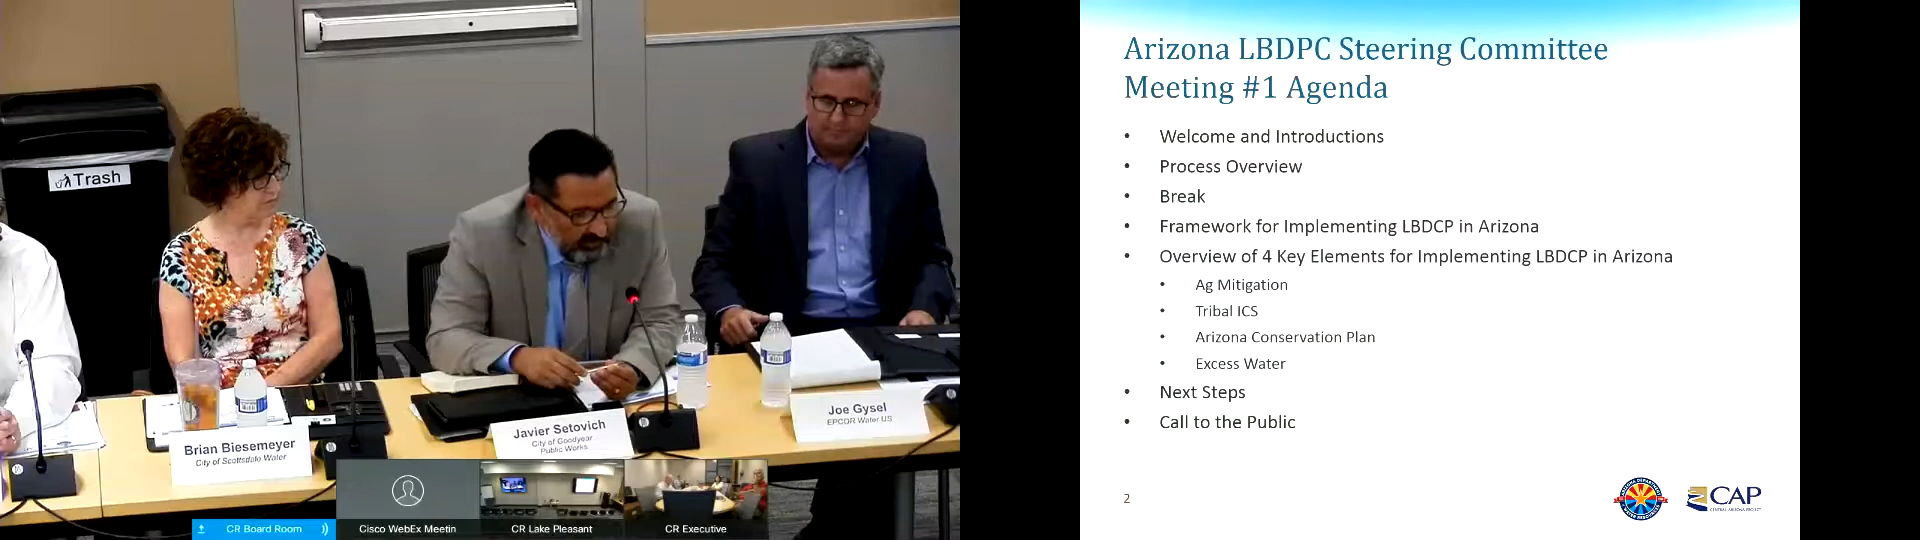 Trash
Brian Biesemeyer
City of Scottsdale Water
Javier Setovich
City of Goodyear
Public Works
Joe Gysel
EPCOR Water US
CR Board Room
Cisco WebEx Meetin
CR Lake Pleasant
CR Executive
Arizona LBDPC Steering Committee
Meeting #1 Agenda
• Welcome and Introductions
• Process Overview
• Break
• Framework for Implementing LBDCP in Arizona
• Overview of 4 Key Elements for Implementing LBDCP in Arizona
• Ag Mitigation
• Tribal ICS
• Arizona Conservation Plan
• Excess Water
• Next Steps
• Call to the Public
2
CAP
CENTRAL ARIZONA PROJECT